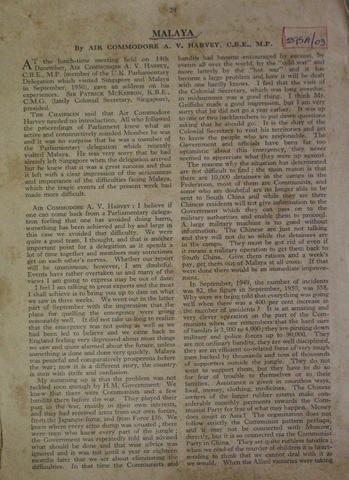 28
MALAYA
By AIR COMMODORE A. V. HARVEY, C.B.E., M.P.
AT the lunch-time meeting held on 14th
December, AIR COMMODORE A. V. HARVEY,
C.B.E., M.P. (member of the U.K. Parliamentary
Delegation which visited Singapore and Malaya
in September, 1950), gave an address on his
experiences. SIR PATRICK MCKERRON, K.B.E.,
C.M.G. (lately Colonial Secretary, Singapore),
presided.
THE CHAIRMAN said that Air Commodore
Harvey needed no introduction. All who followed
the proceedings of Parliament knew what an
active and constructively minded Member he was
and it was no surprise that he was a member of
the Parliamentary delegation which recently
visited Malaya. He was very sorry that he had
already left Singapore when the delegation arrived
but he knew that it was a great success and that
it left with a clear impression of the seriousness
and importance of the difficulties facing Malaya,
which the tragic events of the present week had
made more difficult.
AIR COMMODORE A. V. HARVEY: I believe if
one can come back from a Parliamentary delega-
tion feeling that one has avoided doing harm,
something has been achieved and by and large in
this case we avoided that difficulty. We were
quite a good team, I thought, and that is another
important point for a delegation as it spends a
lot of time together and members may sometimes
get on each other's nerves. Whether our report
will be unanimous, however, I am doubtful.
Events have rather overtaken us and many of the
views I am going to express may be out of date.
I feel I am talking to great experts and the most
I shall achieve is to bring you up to date on what
we saw in three weeks. We went out in the latter
part of September with the impression that the
plans for quelling the emergency were going
reasonably well. It did not take us long to realize
that the emergency was not going as well as we
had been led to believe and we came back to
England feeling very depressed about most things
we saw and quite alarmed about the future, unless
something is done and done very quickly. Malaya
was peaceful and comparatively prosperous before
the war; now it is a different story, the country
is torn with strife and confusion.
My summing up is that the problem was not
tackled soon enough by H.M. Government. We
knew that there were Communists and some
bandits there before the war. They played their
part in the war, mostly in their own interests,
and they had received arms from our own forces,
from the Japanese forces, and from Force 136. We
knew where every arms dump was situated; there
were men who knew every part of the jungle;
the Government was repeatedly told and advised
what should be done and that wise advice was
ignored and it was not until a year or eighteen
months later that we set about eliminating the
difficulties. In that time the Communists and
bandits had become encouraged by success, by
events all over the world, by the "cold war" and
more latterly by the "hot war" and it has
become a large problem and how it will be dealt
with one hardly knows. I feel that the visit of
the Colonial Secretary, which was long overdue,
in was a good thing. I think Mr.
Griffiths made a good impression, but I am very
sorry that he did not go a year earlier. It was up
to one or two backbenchers to put down questions
asking that he should go. It is the duty of the
Colonial Secretary to visit his territories and get
to know the people who are responsible. The
Government and officials have been far too
optimistic about this emergency, they never
seemed to appreciate what they were up against.
The reasons why the situation has deteriorated
are not difficult to find; the main reason is that
there are 10,000 detainees in the camps in the
Federation, most of them are Communists but
some who are doubtful are no longer able to be
sent to South China and while they are there
Chinese residents will not give information to the
Government which they can pass on to the
military authorities and enable them to proceed.
A large military machine is no good without
information. The Chinese are just not talking
and they will not do so while the detainees are
in the camps. They must be got rid of even if
it means a military operation to get them back to
South China. Give them rations and a week's
pay, get them out of Malaya at all costs. If that
were done there would be an immediate improve-
ment.
In September, 1949, the number of incidents
was 82, the figure in September, 1950, was 558.
Why were we being told that everything was going
well when there was a 400 per cent increase in
the number of incidents? It is an attack and a
very clever operation on the part of the Com-
munists when one remembers that the hard core
of bandits is 3,500 to 4,000; they are pinning down
military and police forces up to 90,000. They
are not ordinary bandits, they are well disciplined,
they are an efficient co-related force of very tough
men backed by thousands and tens of thousands
of supporters outside the jungle. They do not
want to support them, but they have to do so
for fear of trouble to themselves or to their
families. Assistance is given in countless ways,
food, money, clothing, medicines. The Chinese
owners of the larger rubber estates make con-
siderable monthly payments towards the Com-
munist Party for fear of what may happen. Money
does count in Asia! The organization does not
follow strictly the Communist pattern perhaps,
and it may not be connected with Moscow
directly, but it is so connected via the Communist
Party in China. They are quite ruthless fanatics;
when we read of the murder of children it is heart-
rending to think that we cannot deal with it as
we would. When the Allied victories were taking